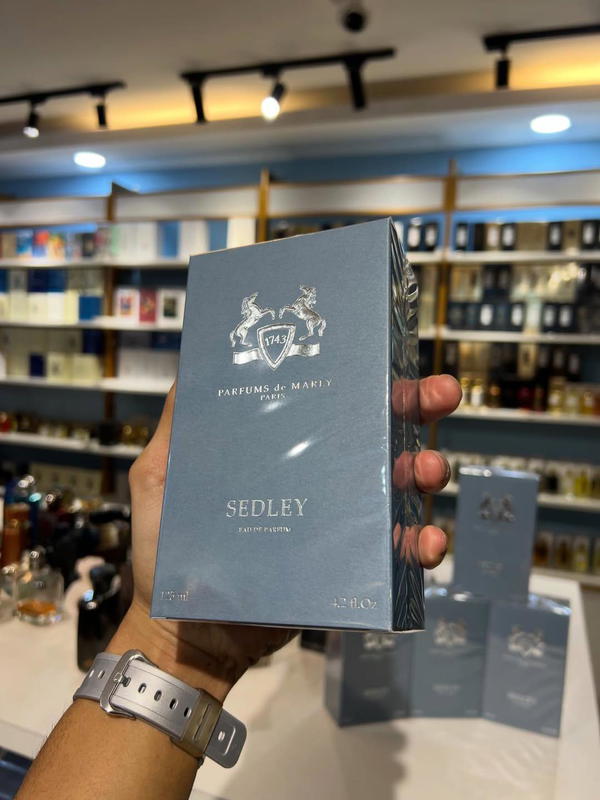 1743
PARFUMS de MARLY
PARIS
SEDLEY
EAU DE PARFUM
125 ml
4.2 fl.Oz